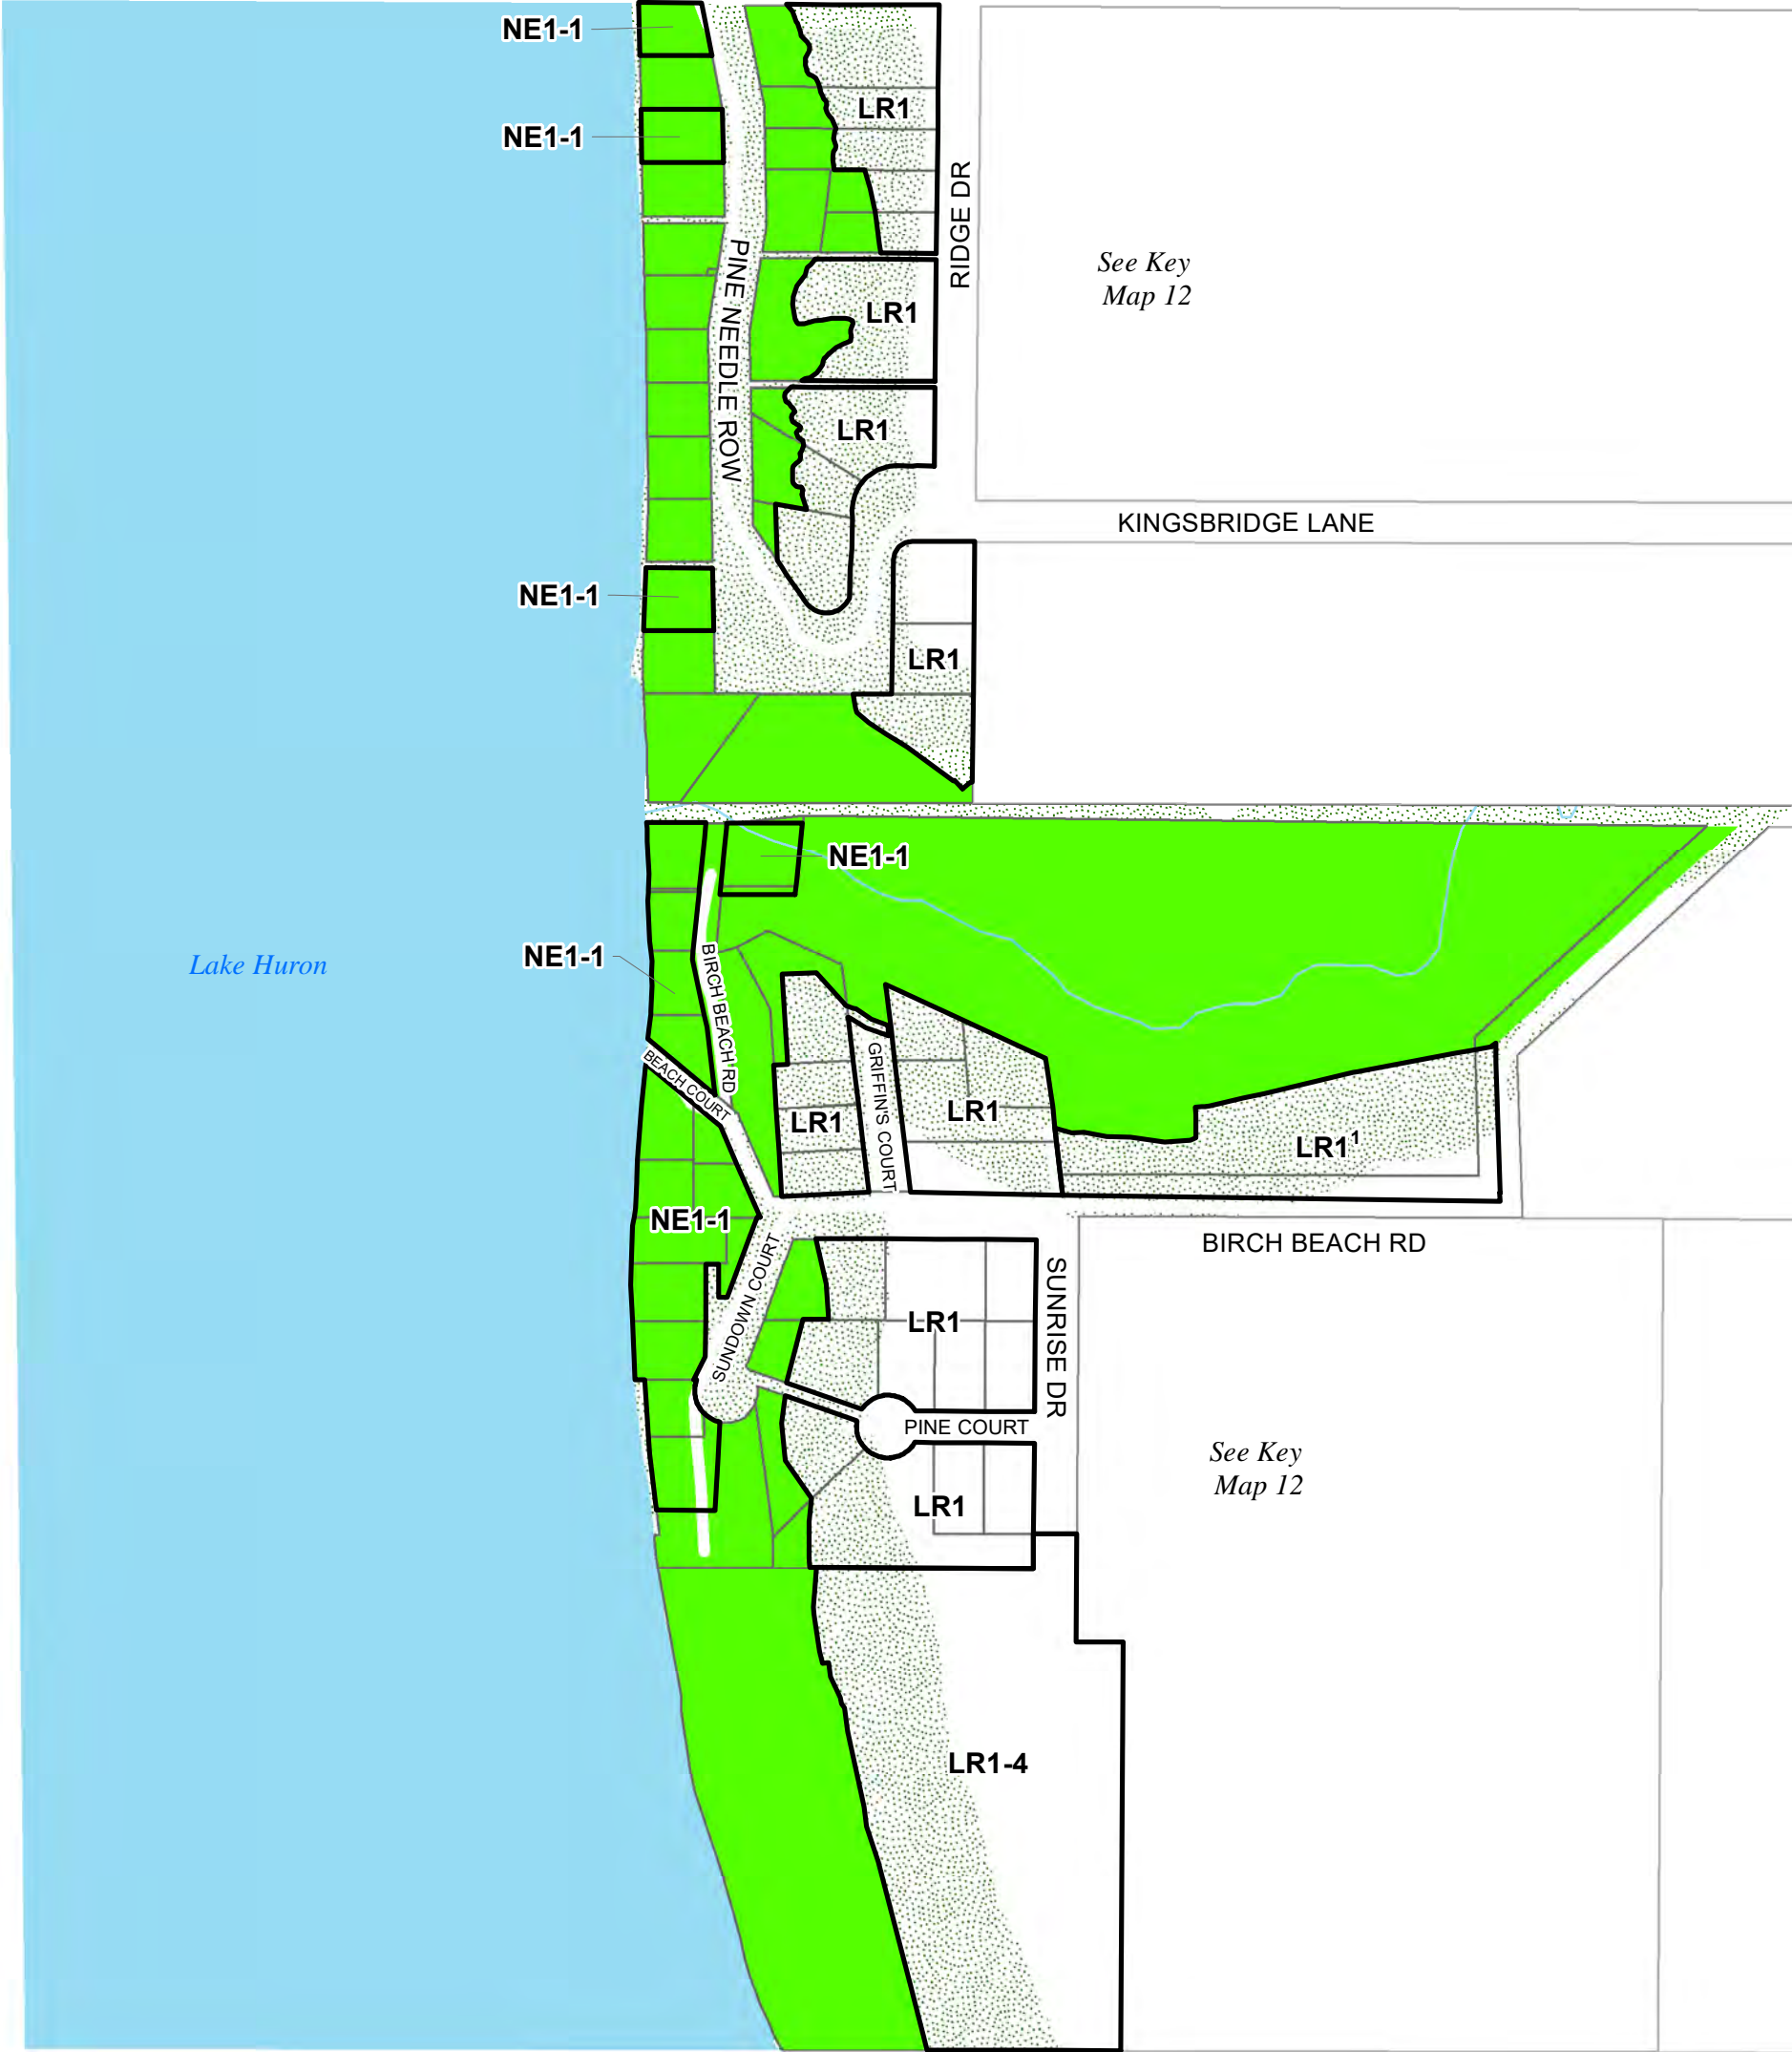 NE1-1
LR1
NE1-1
RIDGE DR
See Key
Map 12
PINE NEEDLE ROW
LR1
LR1
KINGSBRIDGE LANE
NE1-1
LR1
NE1-1
Lake Huron
NE1-1
BIRCH BEACH RD
BEACH COURT
GRIFFIN'S COURT
LR1
LR1
LR1¹
NE1-1
BIRCH BEACH RD
SUNDOWN COURT
SUNRISE DR
LR1
PINE COURT
See Key
Map 12
LR1
LR1-4